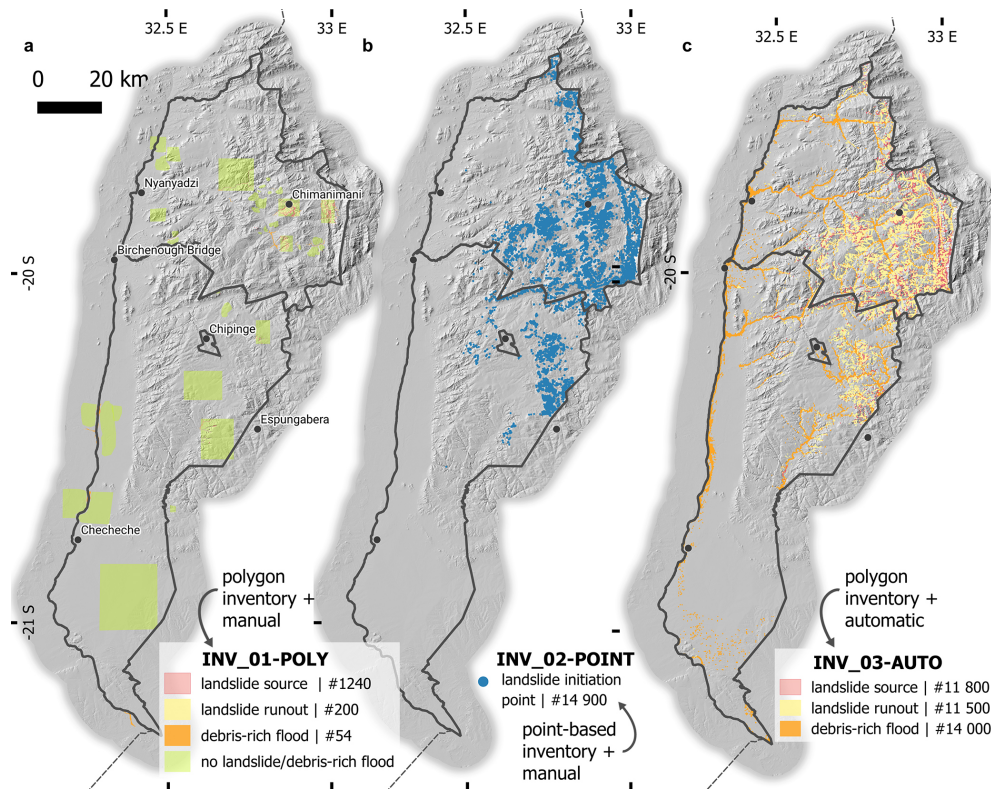 32.5 E
33 E
32.5 E
33 E
32.5 E
33 E
a
b
c
0 20 km
Nyanyadzi
Chimanimani
Birchenough Bridge
-20 S
-20 S
Chipinge
Espungabera
Checheche
-21 S
polygon
inventory +
manual
INV_01-POLY
landslide source | #1240
landslide runout | #200
debris-rich flood | #54
no landslide/debris-rich flood
INV_02-POINT
landslide initiation
point | #14 900
point-based
inventory +
manual
polygon
inventory +
automatic
INV_03-AUTO
landslide source | #11 800
landslide runout | #11 500
debris-rich flood | #14 000